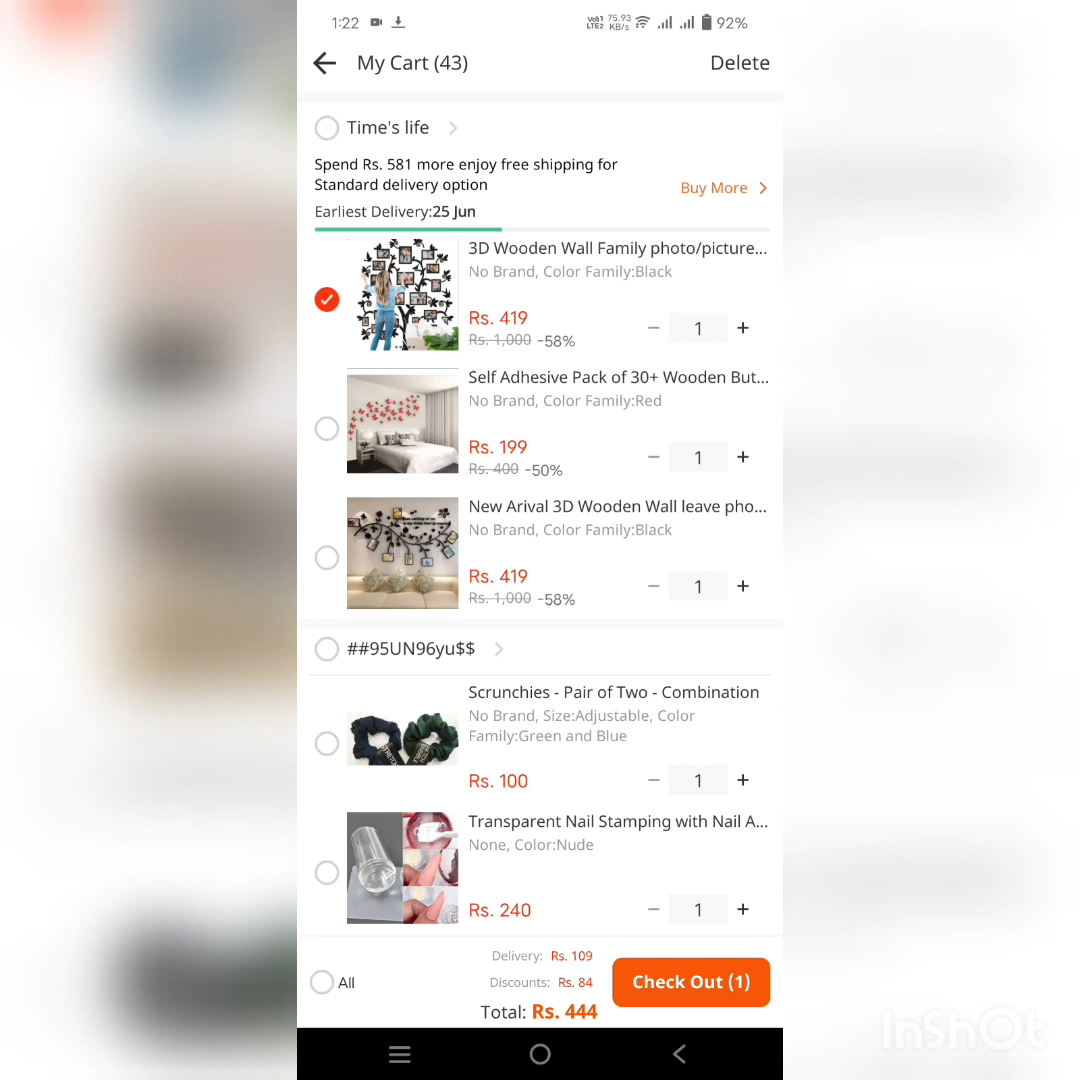 1:22
Vo))1 LTE2
75.93 KB/s
92%
My Cart (43)
Delete
Time's life
Spend Rs. 581 more enjoy free shipping for
Standard delivery option
Buy More
Earliest Delivery:25 Jun
3D Wooden Wall Family photo/picture...
No Brand, Color Family:Black
Rs. 419
Rs. 1,000 -58%
1
Self Adhesive Pack of 30+ Wooden But...
No Brand, Color Family:Red
Rs. 199
Rs. 400 -50%
1
New Arival 3D Wooden Wall leave pho...
No Brand, Color Family:Black
Rs. 419
Rs. 1,000 -58%
1
##95UN96yu$$
Scrunchies - Pair of Two - Combination
No Brand, Size:Adjustable, Color
Family:Green and Blue
Rs. 100
1
Transparent Nail Stamping with Nail A...
None, Color:Nude
Rs. 240
1
All
Delivery: Rs. 109
Discounts: Rs. 84
Total: Rs. 444
Check Out (1)
InShOt